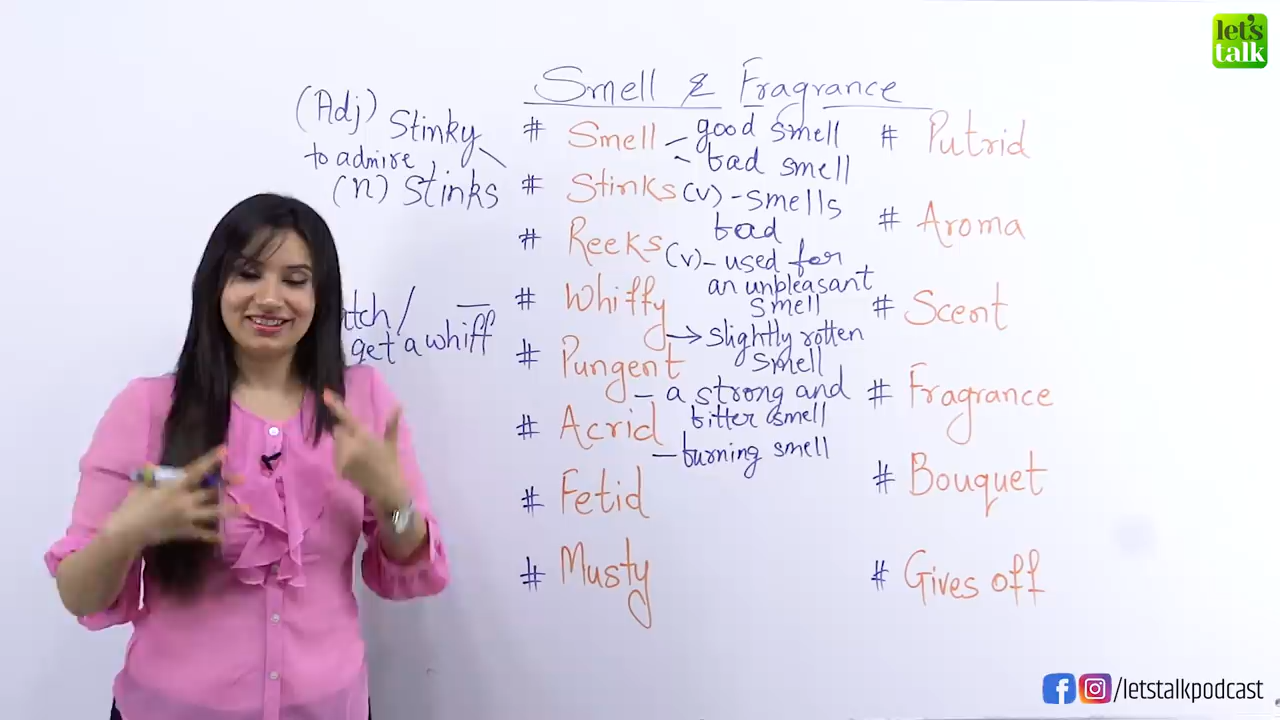 let's
talk
Smell & Fragrance
(Adj) Stinky
to admire
(n) Stinks
get a whiff
# Smell - good smell
- bad smell
# Stinks (v) - smells
bad
# Reeks (v) - used for
an unpleasant
smell
# Whiffy
→ slightly rotten
smell
# Pungent
- a strong and
bitter smell
# Acrid
- burning smell
# Fetid
# Musty
# Putrid
# Aroma
# Scent
# Fragrance
# Bouquet
# Gives off
/letstalkpodcast